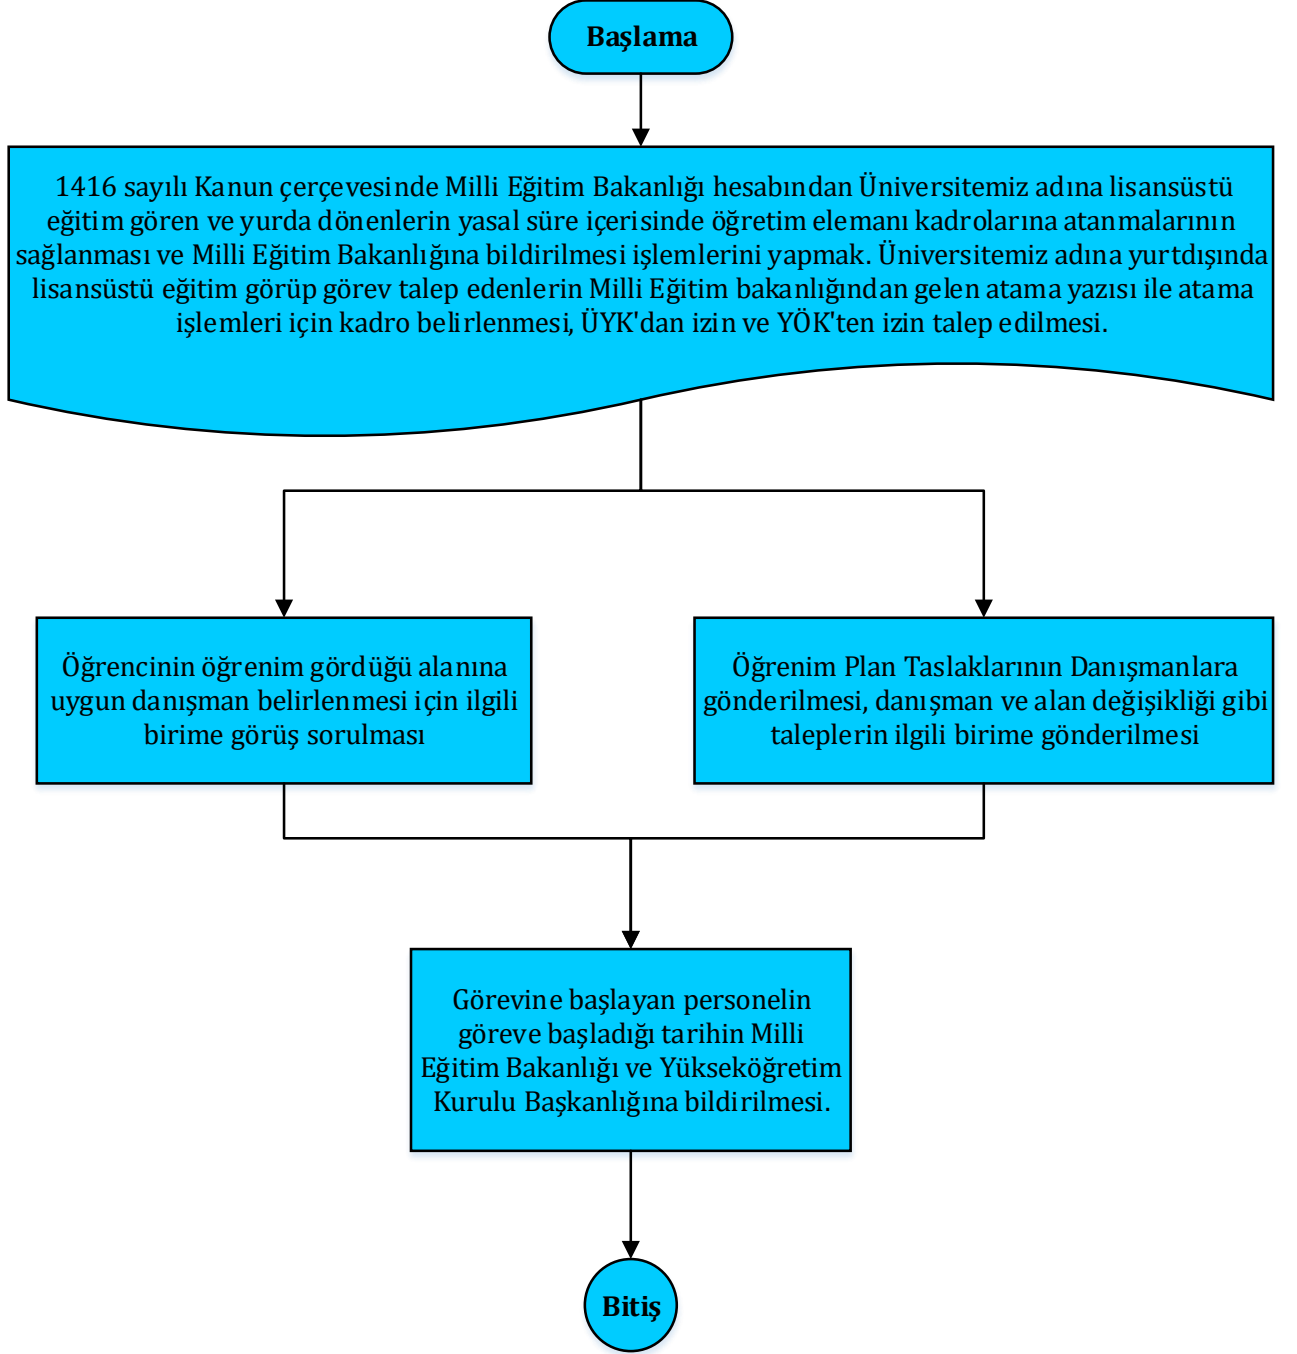 Başlama
1416 sayılı Kanun çerçevesinde Milli Eğitim Bakanlığı hesabından Üniversitemiz adına lisansüstü
eğitim gören ve yurda dönenlerin yasal süre içerisinde öğretim elemanı kadrolarına atanmalarının
sağlanması ve Milli Eğitim Bakanlığına bildirilmesi işlemlerini yapmak. Üniversitemiz adına yurtdışında
lisansüstü eğitim görüp görev talep edenlerin Milli Eğitim bakanlığından gelen atama yazısı ile atama
işlemleri için kadro belirlenmesi, ÜYK'dan izin ve YÖK'ten izin talep edilmesi.
Öğrencinin öğrenim gördüğü alanına
uygun danışman belirlenmesi için ilgili
birime görüş sorulması
Öğrenim Plan Taslaklarının Danışmanlara
gönderilmesi, danışman ve alan değişikliği gibi
taleplerin ilgili birime gönderilmesi
Görevine başlayan personelin
göreve başladığı tarihin Milli
Eğitim Bakanlığı ve Yükseköğretim
Kurulu Başkanlığına bildirilmesi.
Bitiş